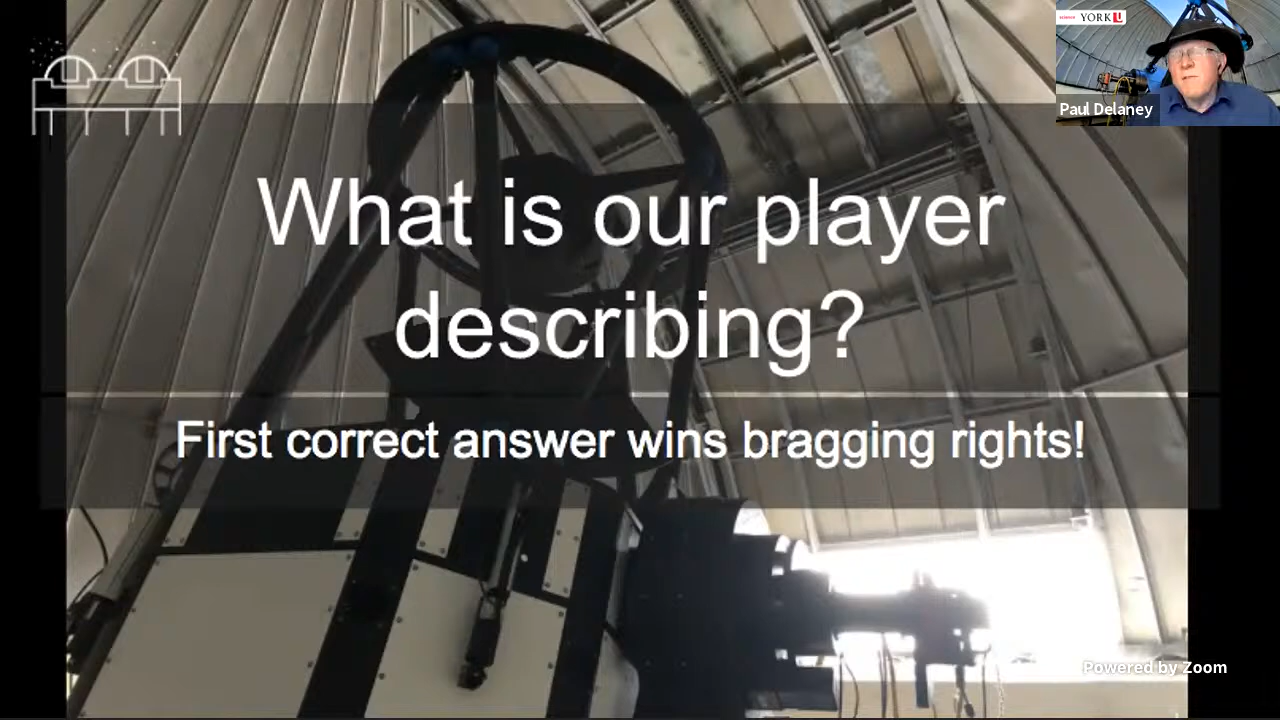 YORK U
Paul Delaney
What is our player
describing?
First correct answer wins bragging rights!
Powered by Zoom